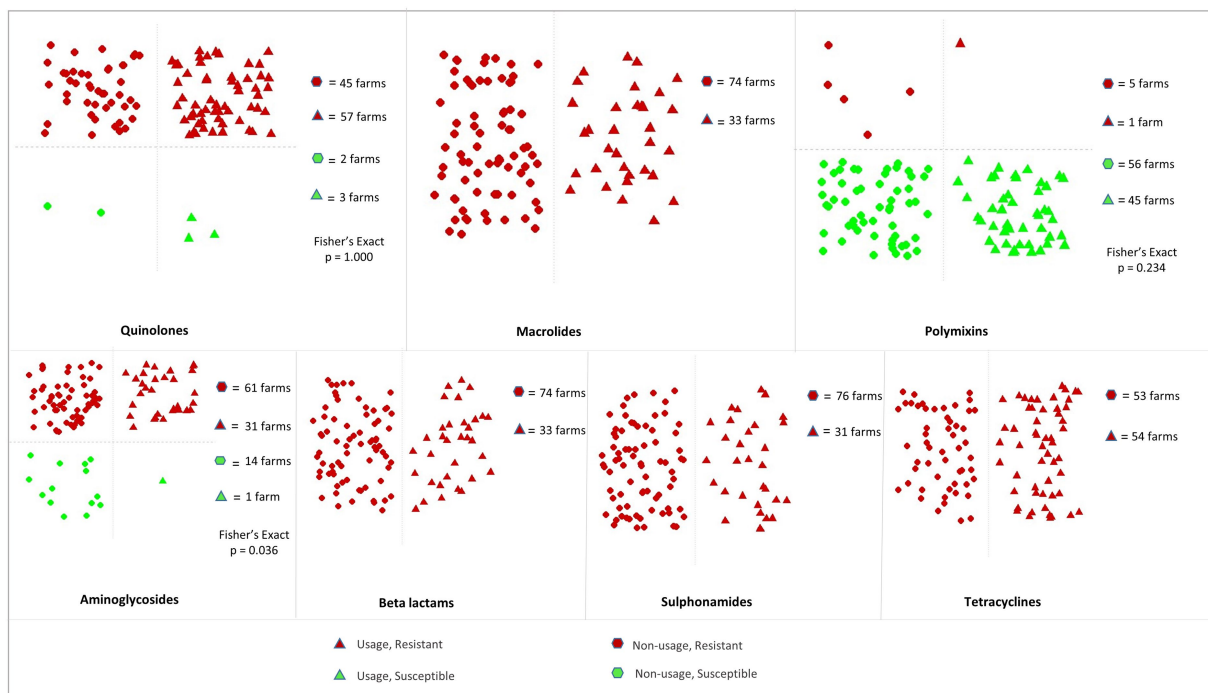 = 45 farms
= 57 farms
= 2 farms
= 3 farms
Fisher's Exact
p = 1.000
Quinolones
= 74 farms
= 33 farms
Macrolides
= 5 farms
= 1 farm
= 56 farms
= 45 farms
Fisher's Exact
p = 0.234
Polymixins
= 61 farms
= 31 farms
= 14 farms
= 1 farm
Fisher's Exact
p = 0.036
Aminoglycosides
= 74 farms
= 33 farms
Beta lactams
= 76 farms
= 31 farms
Sulphonamides
= 53 farms
= 54 farms
Tetracyclines
Usage, Resistant
Non-usage, Resistant
Usage, Susceptible
Non-usage, Susceptible